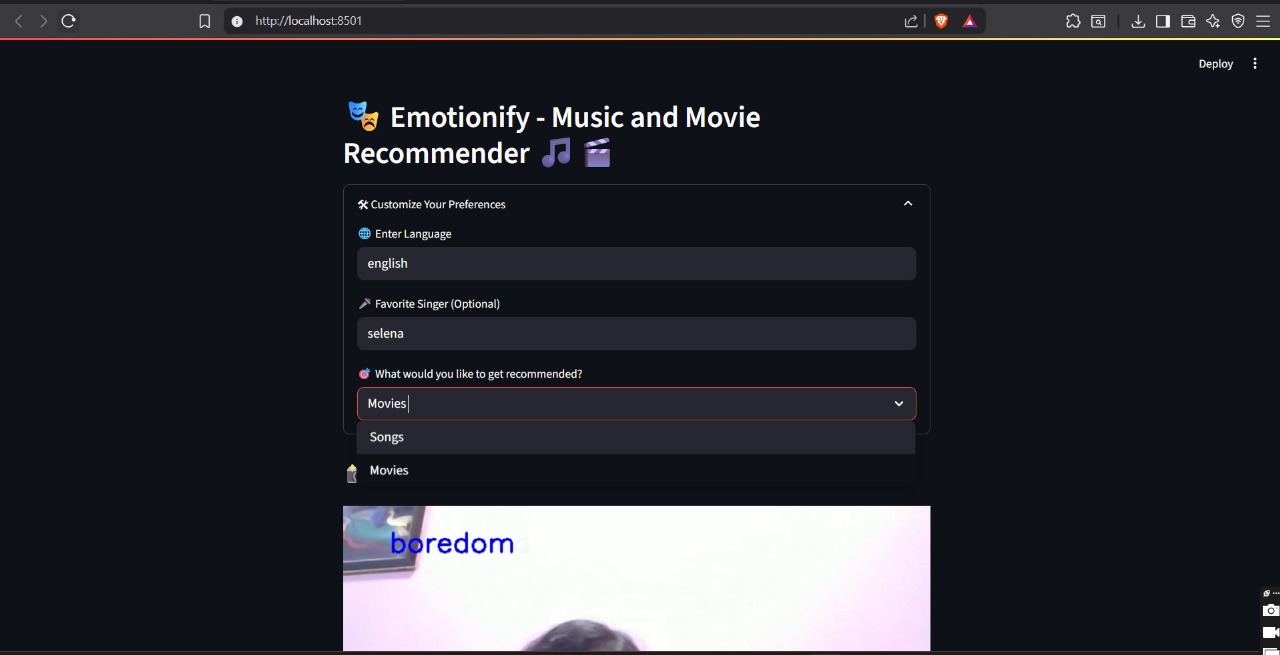 http://localhost:8501
Deploy
🎭 Emotionify - Music and Movie
Recommender 🎵 🎬
🛠 Customize Your Preferences
🌐 Enter Language
english
🎤 Favorite Singer (Optional)
selena
🎯 What would you like to get recommended?
Movies
Songs
Movies
boredom